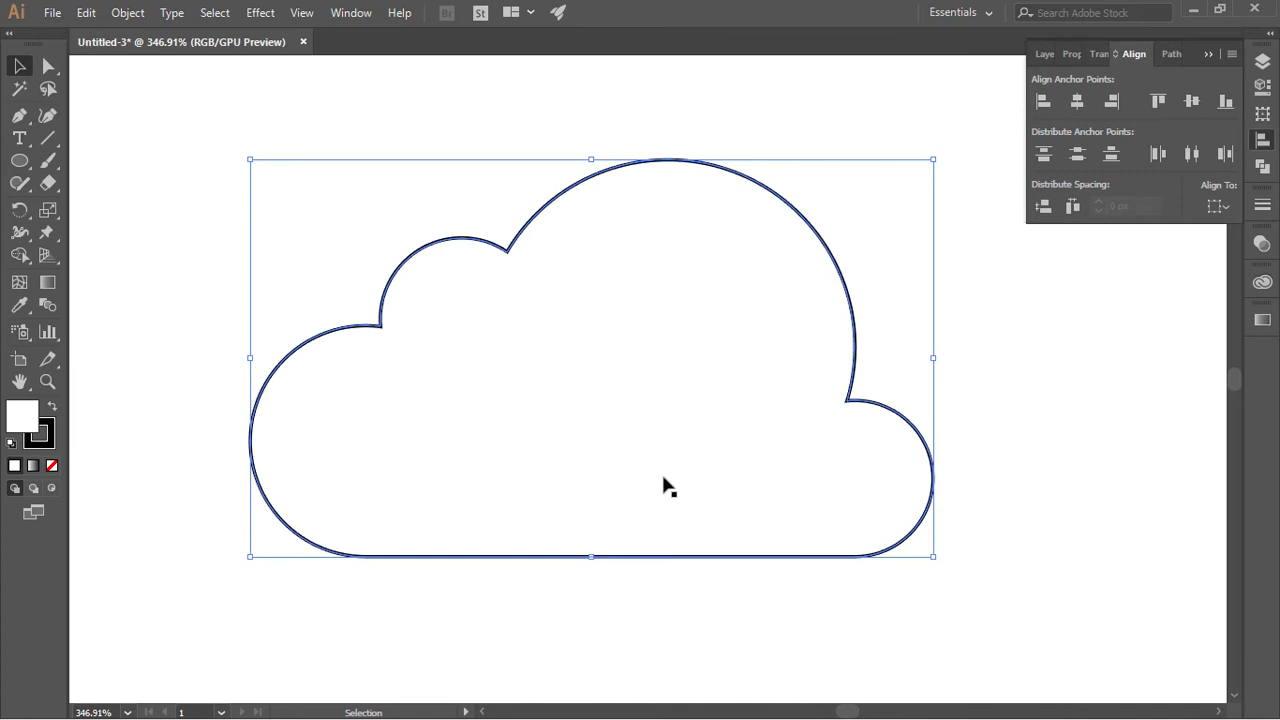 Ai File Edit Object Type Select Effect View Window Help Br St Essentials Search Adobe Stock
Untitled-3* @ 346.91% (RGB/GPU Preview)
Laye Prop Tran Align Path
Align Anchor Points:
Distribute Anchor Points:
Distribute Spacing: Align To:
0 px
346.91% 1 Selection